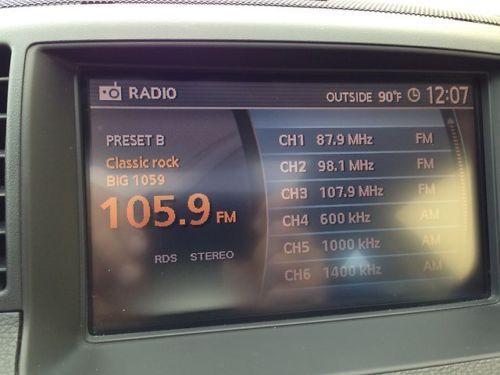 RADIO
OUTSIDE 90°F 12:07
PRESET B
Classic rock
BIG 1059
105.9 FM
RDS STEREO
CH1 87.9 MHz FM
CH2 98.1 MHz FM
CH3 107.9 MHz FM
CH4 600 kHz AM
CH5 1000 kHz AM
CH6 1400 kHz AM